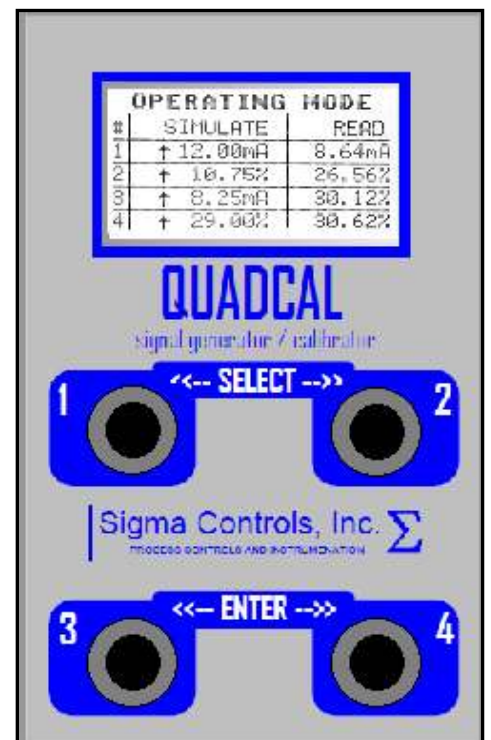 OPERATING MODE
# SIMULATE READ
1 ↑ 12.00mA 8.64mA
2 ↑ 10.75% 26.56%
3 ↑ 8.25mA 30.12%
4 ↑ 29.00% 30.62%
QUADCAL
signal generator / calibrator
<<-- SELECT -->>
1 2
Sigma Controls, Inc. Σ
PROCESS CONTROLS AND INSTRUMENATION
<<-- ENTER -->>
3 4